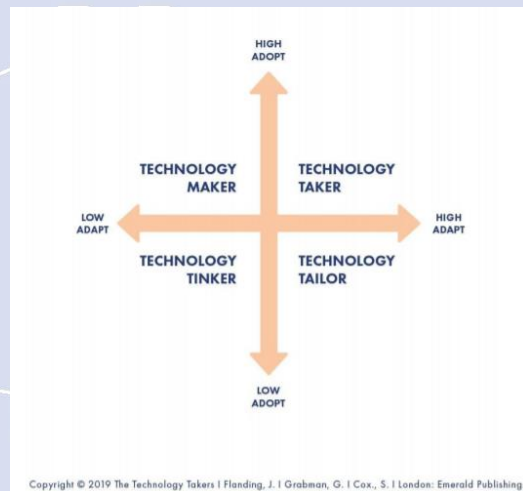 HIGH
ADOPT
TECHNOLOGY
MAKER
TECHNOLOGY
TAKER
LOW
ADAPT
HIGH
ADAPT
TECHNOLOGY
TINKER
TECHNOLOGY
TAILOR
LOW
ADOPT
Copyright © 2019 The Technology Takers I Flanding, J. I Grabman, G. I Cox., S. I London: Emerald Publishing